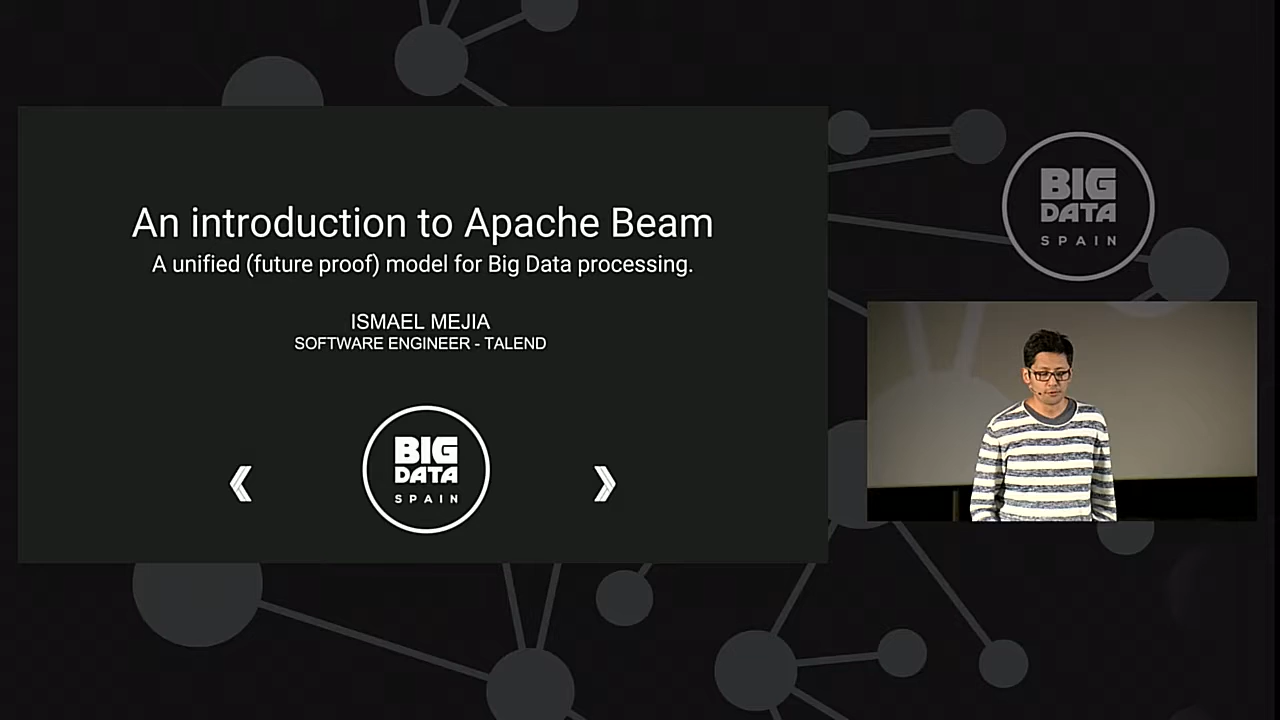 An introduction to Apache Beam
A unified (future proof) model for Big Data processing.
ISMAEL MEJIA
SOFTWARE ENGINEER - TALEND
BIG
DATA
SPAIN
BIG
DATA
SPAIN